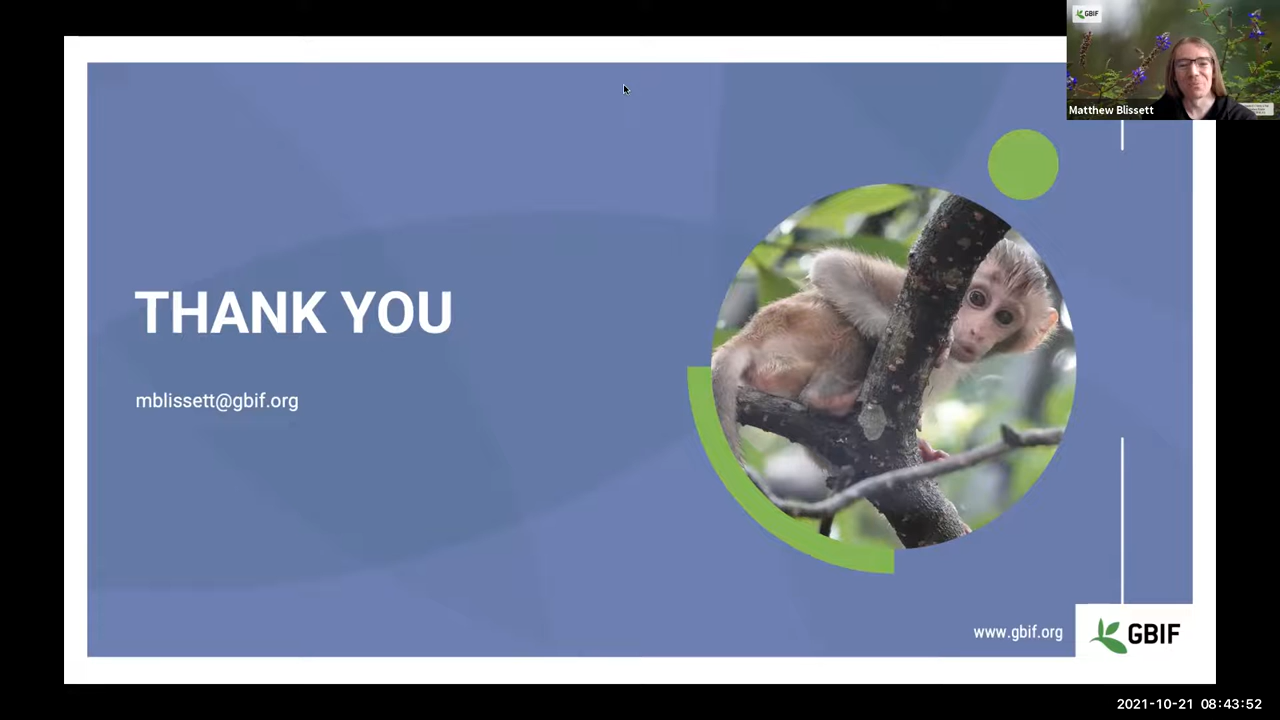 GBIF
Matthew Blissett
THANK YOU
mblissett@gbif.org
www.gbif.org
GBIF
2021-10-21 08:43:52